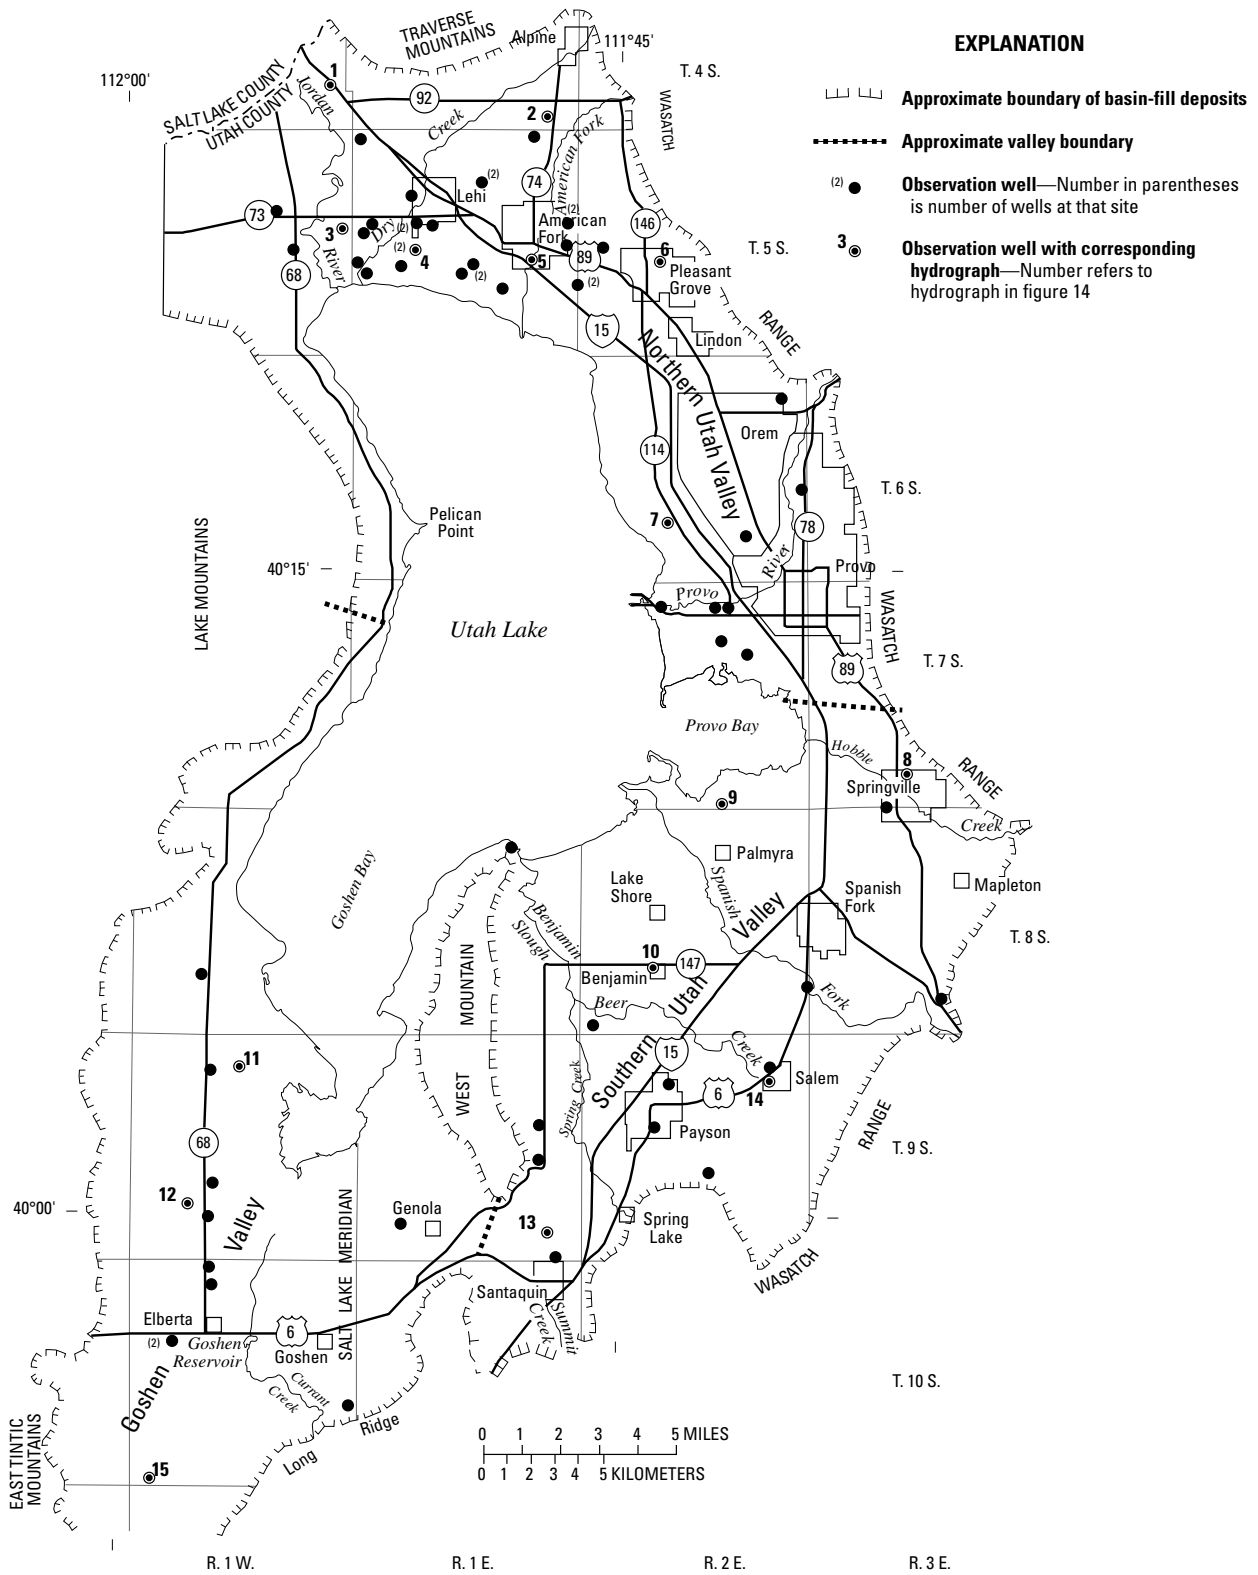 TRAVERSE
MOUNTAINS
Alpine
111°45'
112°00'
T. 4 S.
SALT LAKE COUNTY
UTAH COUNTY
1
Jordan
92
Creek
2
American Fork
WASATCH
(2)
74
Lehi
73
3
Dry
(2)
(2)
American
Fork
(2)
146
T. 5 S.
River
68
4
(2)
5
89
(2)
6
Pleasant
Grove
15
Lindon
RANGE
Northern Utah Valley
Orem
114
T. 6 S.
Pelican
Point
7
78
LAKE MOUNTAINS
40°15'
River
Provo
Provo
Utah Lake
WASATCH
T. 7 S.
89
Provo Bay
Hobble
8
RANGE
Springville
9
Creek
Goshen Bay
Palmyra
Lake
Shore
Spanish
Mapleton
Spanish
Fork
Benjamin
Slough
Valley
T. 8 S.
MOUNTAIN
10
147
Benjamin
Beer
Utah
Fork
11
Creek
15
Salem
Southern
Spring Creek
WEST
6
14
RANGE
68
Payson
T. 9 S.
12
40°00'
Valley
SALT LAKE MERIDIAN
Genola
13
Spring
Lake
WASATCH
Santaquin
Elberta
Summit
Creek
(2)
Goshen
Reservoir
6
Goshen
T. 10 S.
Currant
Creek
Goshen
Ridge
Long
EAST TINTIC
MOUNTAINS
15
0 1 2 3 4 5 MILES
0 1 2 3 4 5 KILOMETERS
R. 1 W.
R. 1 E.
R. 2 E.
R. 3 E.
EXPLANATION
Approximate boundary of basin-fill deposits
Approximate valley boundary
(2)
Observation well—Number in parentheses
is number of wells at that site
3
Observation well with corresponding
hydrograph—Number refers to
hydrograph in figure 14